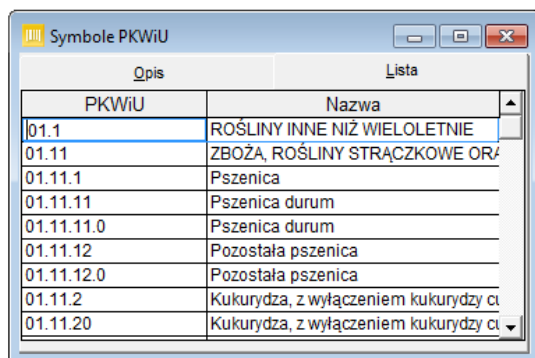 Symbole PKWiU
Opis Lista
PKWiU Nazwa
01.1 ROŚLINY INNE NIŻ WIELOLETNIE
01.11 ZBOŻA, ROŚLINY STRĄCZKOWE ORA
01.11.1 Pszenica
01.11.11 Pszenica durum
01.11.11.0 Pszenica durum
01.11.12 Pozostała pszenica
01.11.12.0 Pozostała pszenica
01.11.2 Kukurydza, z wyłączeniem kukurydzy cu
01.11.20 Kukurydza, z wyłączeniem kukurydzy cu